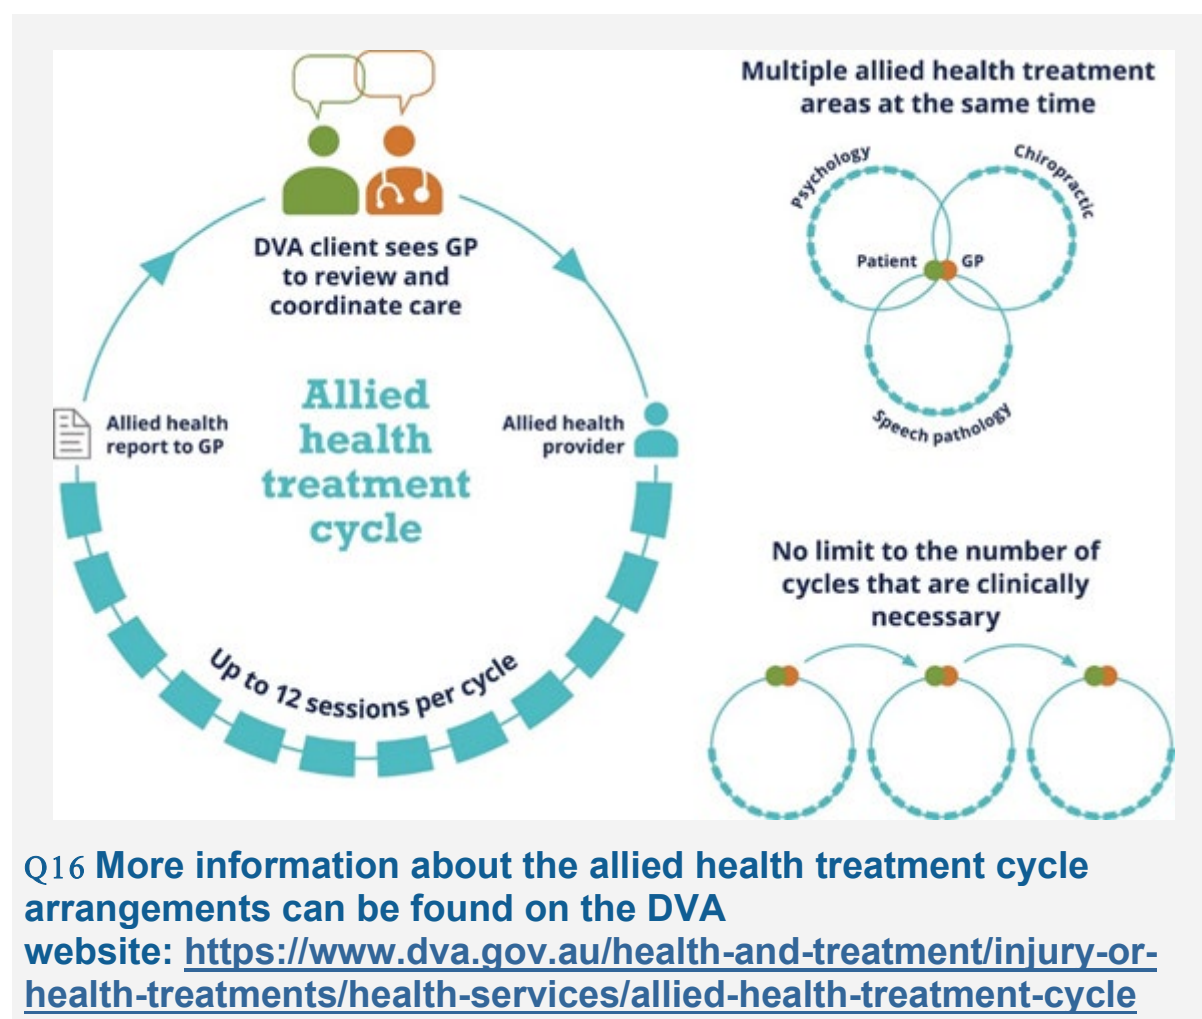 DVA client sees GP
to review and
coordinate care
Allied
health
treatment
cycle
Allied health
report to GP
Allied health
provider
Up to 12 sessions per cycle
Multiple allied health treatment
areas at the same time
Psychology
Chiropractic
Patient
GP
Speech pathology
No limit to the number of
cycles that are clinically
necessary
Q16 More information about the allied health treatment cycle
arrangements can be found on the DVA
website: https://www.dva.gov.au/health-and-treatment/injury-or-
health-treatments/health-services/allied-health-treatment-cycle